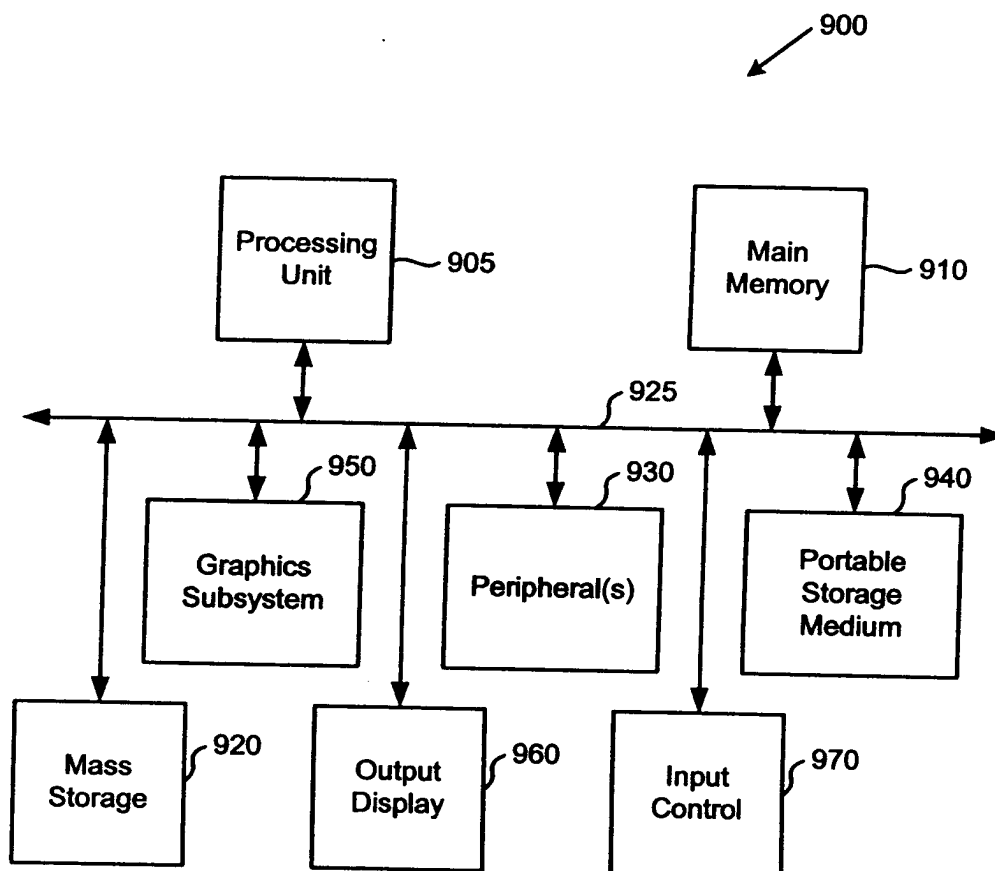 900
Processing
Unit
905
Main
Memory
910
925
950
Graphics
Subsystem
930
Peripheral(s)
940
Portable
Storage
Medium
Mass
Storage
920
Output
Display
960
Input
Control
970